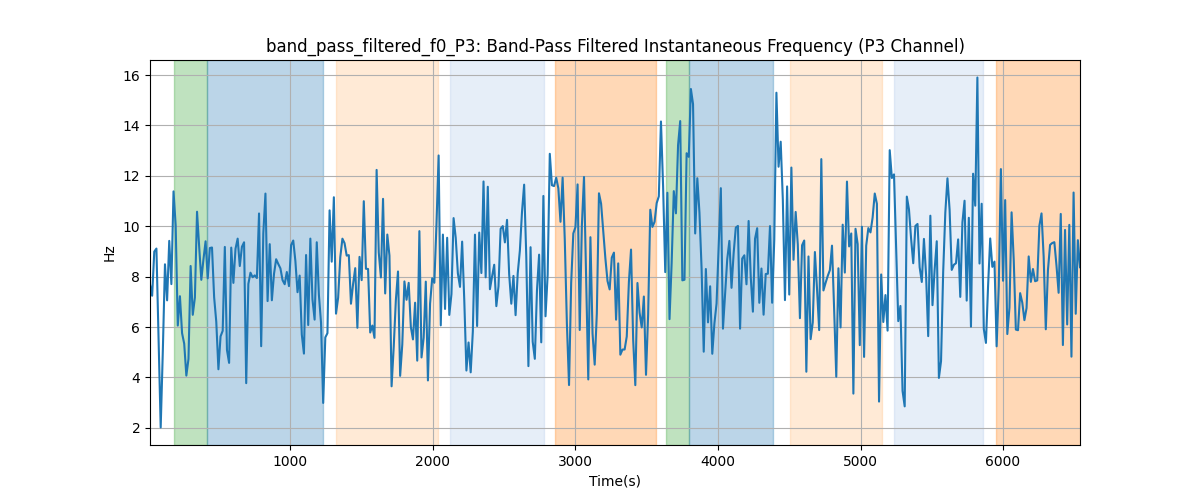 band_pass_filtered_f0_P3: Band-Pass Filtered Instantaneous Frequency (P3 Channel)
16
14
12
10
8
6
4
2
Hz
1000 2000 3000 4000 5000 6000
Time(s)